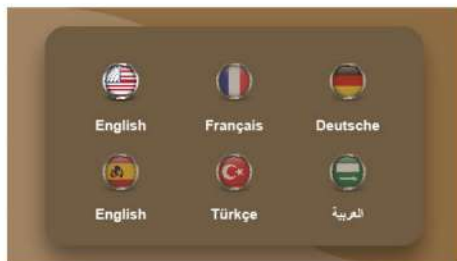 English Français Deutsche
English Türkçe العربية